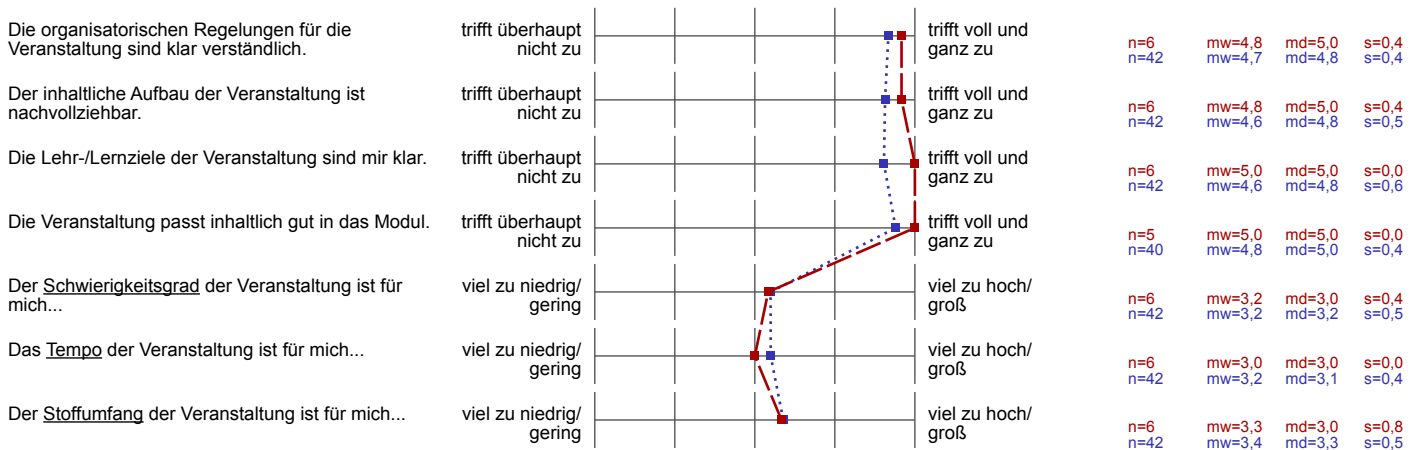 Die organisatorischen Regelungen für die
Veranstaltung sind klar verständlich.
trifft überhaupt
nicht zu
trifft voll und
ganz zu
n=6 mw=4,8 md=5,0 s=0,4
n=42 mw=4,7 md=4,8 s=0,4
Der inhaltliche Aufbau der Veranstaltung ist
nachvollziehbar.
trifft überhaupt
nicht zu
trifft voll und
ganz zu
n=6 mw=4,8 md=5,0 s=0,4
n=42 mw=4,6 md=4,8 s=0,5
Die Lehr-/Lernziele der Veranstaltung sind mir klar.
trifft überhaupt
nicht zu
trifft voll und
ganz zu
n=6 mw=5,0 md=5,0 s=0,0
n=42 mw=4,6 md=4,8 s=0,6
Die Veranstaltung passt inhaltlich gut in das Modul.
trifft überhaupt
nicht zu
trifft voll und
ganz zu
n=5 mw=5,0 md=5,0 s=0,0
n=40 mw=4,8 md=5,0 s=0,4
Der Schwierigkeitsgrad der Veranstaltung ist für
mich...
viel zu niedrig/
gering
viel zu hoch/
groß
n=6 mw=3,2 md=3,0 s=0,4
n=42 mw=3,2 md=3,2 s=0,5
Das Tempo der Veranstaltung ist für mich...
viel zu niedrig/
gering
viel zu hoch/
groß
n=6 mw=3,0 md=3,0 s=0,0
n=42 mw=3,2 md=3,1 s=0,4
Der Stoffumfang der Veranstaltung ist für mich...
viel zu niedrig/
gering
viel zu hoch/
groß
n=6 mw=3,3 md=3,0 s=0,8
n=42 mw=3,4 md=3,3 s=0,5